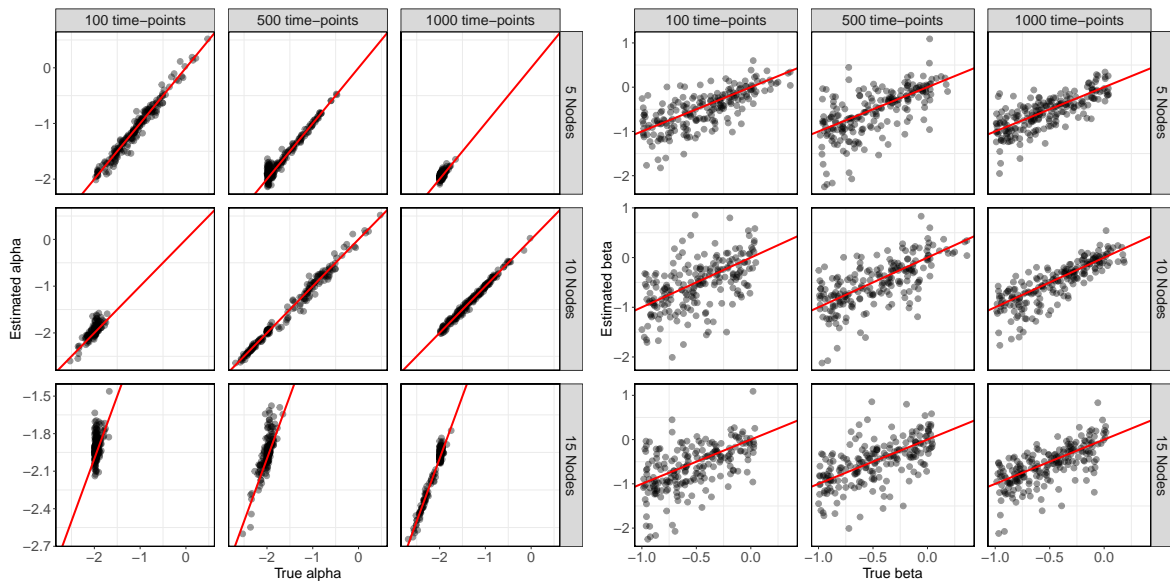 100 time-points 500 time-points 1000 time-points
0
−1
−2
5 Nodes
0
−1
−2
10 Nodes
−1.5
−1.8
−2.1
−2.4
−2.7
15 Nodes
−2 −1 0 −2 −1 0 −2 −1 0
True alpha
Estimated alpha
100 time-points 500 time-points 1000 time-points
1
0
−1
−2
5 Nodes
1
0
−1
−2
10 Nodes
1
0
−1
−2
15 Nodes
−1.0 −0.5 0.0 −1.0 −0.5 0.0 −1.0 −0.5 0.0
True beta
Estimated beta